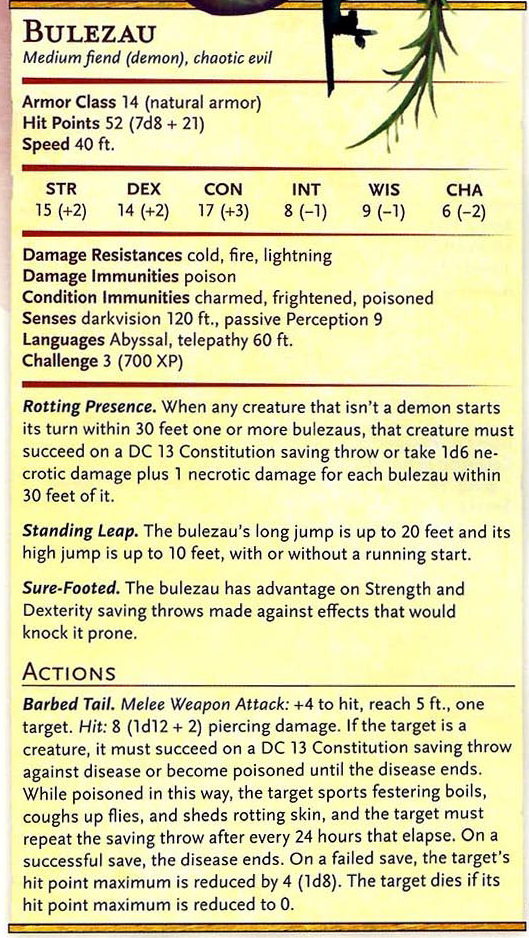 BULEZAU
Medium fiend (demon), chaotic evil
Armor Class 14 (natural armor)
Hit Points 52 (7d8 + 21)
Speed 40 ft.
STR DEX CON INT WIS CHA
15 (+2) 14 (+2) 17 (+3) 8 (–1) 9 (–1) 6 (–2)
Damage Resistances cold, fire, lightning
Damage Immunities poison
Condition Immunities charmed, frightened, poisoned
Senses darkvision 120 ft., passive Perception 9
Languages Abyssal, telepathy 60 ft.
Challenge 3 (700 XP)
Rotting Presence. When any creature that isn't a demon starts
its turn within 30 feet one or more bulezaus, that creature must
succeed on a DC 13 Constitution saving throw or take 1d6 ne-
crotic damage plus 1 necrotic damage for each bulezau within
30 feet of it.
Standing Leap. The bulezau's long jump is up to 20 feet and its
high jump is up to 10 feet, with or without a running start.
Sure-Footed. The bulezau has advantage on Strength and
Dexterity saving throws made against effects that would
knock it prone.
ACTIONS
Barbed Tail. Melee Weapon Attack: +4 to hit, reach 5 ft., one
target. Hit: 8 (1d12 + 2) piercing damage. If the target is a
creature, it must succeed on a DC 13 Constitution saving throw
against disease or become poisoned until the disease ends.
While poisoned in this way, the target sports festering boils,
coughs up flies, and sheds rotting skin, and the target must
repeat the saving throw after every 24 hours that elapse. On a
successful save, the disease ends. On a failed save, the target's
hit point maximum is reduced by 4 (1d8). The target dies if its
hit point maximum is reduced to 0.